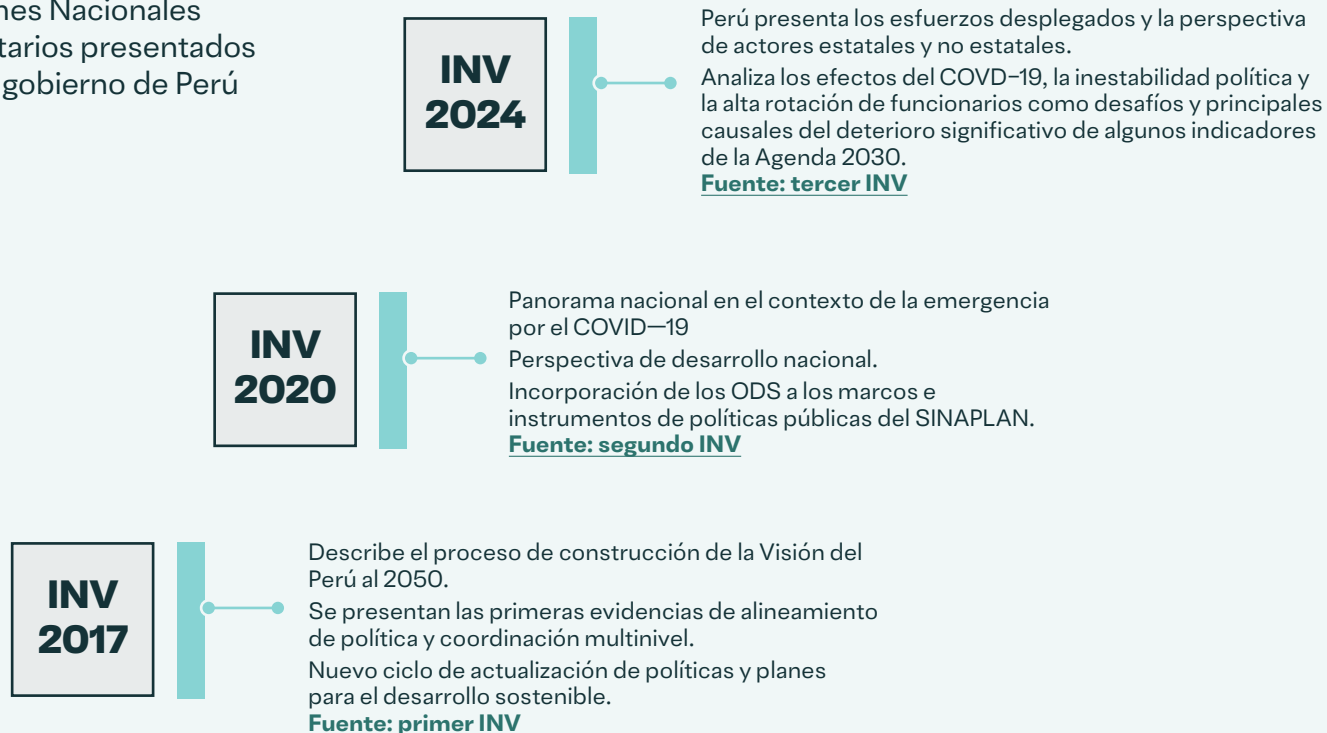 nes Nacionales
tarios presentados
gobierno de Perú
INV
2024
Perú presenta los esfuerzos desplegados y la perspectiva
de actores estatales y no estatales.
Analiza los efectos del COVD-19, la inestabilidad política y
la alta rotación de funcionarios como desafíos y principales
causales del deterioro significativo de algunos indicadores
de la Agenda 2030.
Fuente: tercer INV
INV
2020
Panorama nacional en el contexto de la emergencia
por el COVID—19
Perspectiva de desarrollo nacional.
Incorporación de los ODS a los marcos e
instrumentos de políticas públicas del SINAPLAN.
Fuente: segundo INV
INV
2017
Describe el proceso de construcción de la Visión del
Perú al 2050.
Se presentan las primeras evidencias de alineamiento
de política y coordinación multinivel.
Nuevo ciclo de actualización de políticas y planes
para el desarrollo sostenible.
Fuente: primer INV